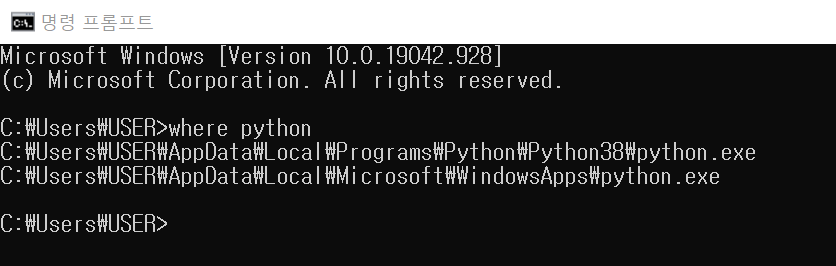 명령 프롬프트
Microsoft Windows [Version 10.0.19042.928]
(c) Microsoft Corporation. All rights reserved.
C:₩Users₩USER>where python
C:₩Users₩USER₩AppData₩Local₩Programs₩Python₩Python38₩python.exe
C:₩Users₩USER₩AppData₩Local₩Microsoft₩WindowsApps₩python.exe
C:₩Users₩USER>